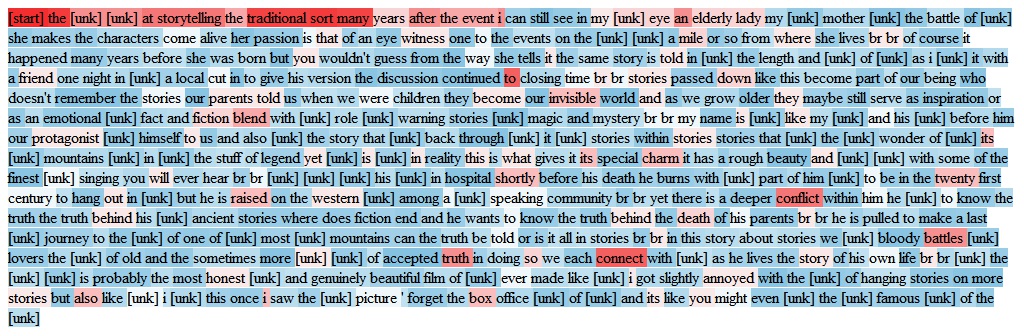 [start] the [unk] [unk] at storytelling the traditional sort many years after the event i can still see in my [unk] eye an elderly lady my [unk] mother [unk] the battle of [unk]
she makes the characters come alive her passion is that of an eye witness one to the events on the [unk] [unk] a mile or so from where she lives br br of course it
happened many years before she was born but you wouldn't guess from the way she tells it the same story is told in [unk] the length and [unk] of [unk] as i [unk] it with
a friend one night in [unk] a local cut in to give his version the discussion continued to closing time br br stories passed down like this become part of our being who
doesn't remember the stories our parents told us when we were children they become our invisible world and as we grow older they maybe still serve as inspiration or
as an emotional [unk] fact and fiction blend with [unk] role [unk] warning stories [unk] magic and mystery br br my name is [unk] like my [unk] and his [unk] before him
our protagonist [unk] himself to us and also [unk] the story that [unk] back through [unk] it [unk] stories within stories stories that [unk] the [unk] wonder of [unk] its
[unk] mountains [unk] in [unk] the stuff of legend yet [unk] is [unk] in reality this is what gives it its special charm it has a rough beauty and [unk] [unk] with some of the
finest [unk] singing you will ever hear br br [unk] [unk] [unk] his [unk] in hospital shortly before his death he burns with [unk] part of him [unk] to be in the twenty first
century to hang out in [unk] but he is raised on the western [unk] among a [unk] speaking community br br yet there is a deeper conflict within him he [unk] to know the
truth the truth behind his [unk] ancient stories where does fiction end and he wants to know the truth behind the death of his parents br br he is pulled to make a last
[unk] journey to the [unk] of one of [unk] most [unk] mountains can the truth be told or is it all in stories br br in this story about stories we [unk] bloody battles [unk]
lovers the [unk] of old and the sometimes more [unk] [unk] of accepted truth in doing so we each connect with [unk] as he lives the story of his own life br br [unk] the
[unk] [unk] is probably the most honest [unk] and genuinely beautiful film of [unk] ever made like [unk] i got slightly annoyed with the [unk] of hanging stories on more
stories but also like [unk] i [unk] this once i saw the [unk] picture ' forget the box office [unk] of [unk] and its like you might even [unk] the [unk] famous [unk] of the
[unk]